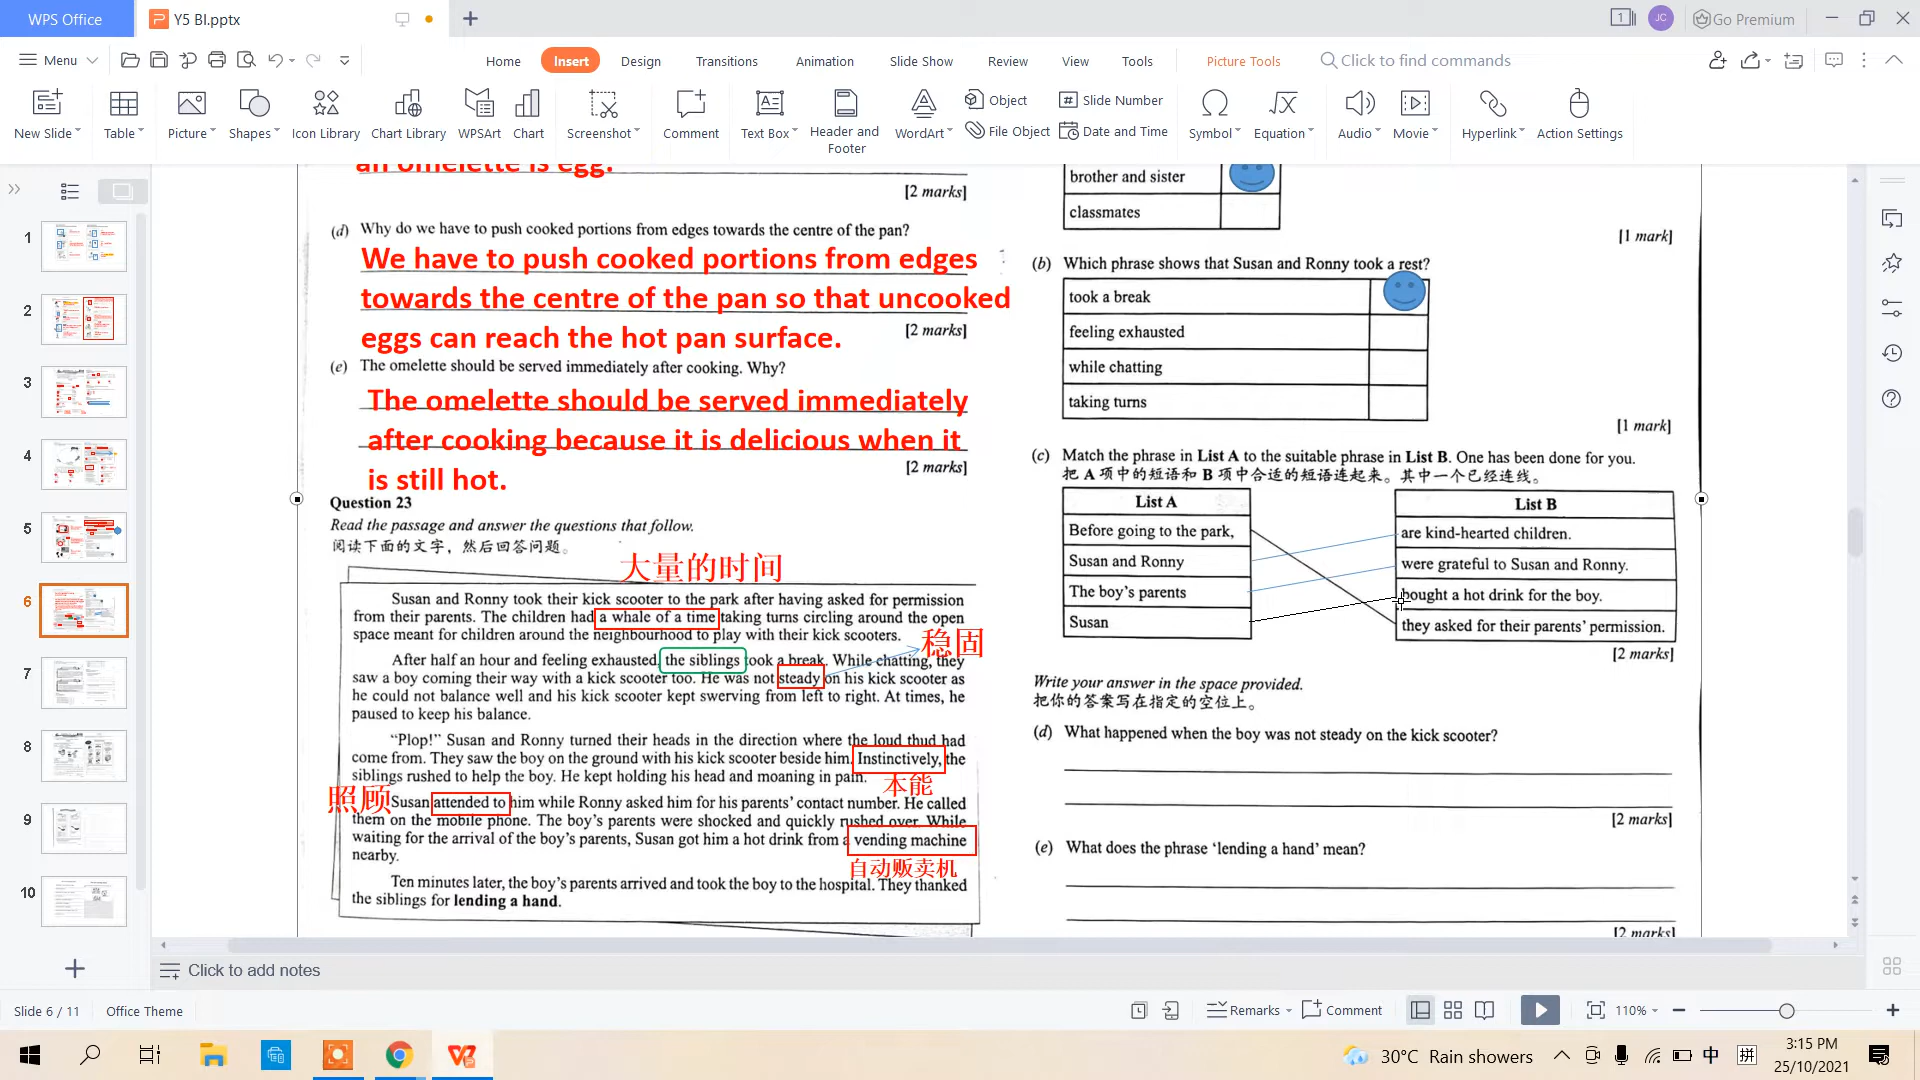 WPS Office
Y5 BI.pptx
1
JC
Go Premium
Menu
Home
Insert
Design
Transitions
Animation
Slide Show
Review
View
Tools
Picture Tools
Click to find commands
New Slide
Table
Picture
Shapes
Icon Library
Chart Library
WPSArt
Chart
Screenshot
Comment
Text Box
Header and Footer
WordArt
Object
File Object
Slide Number
Date and Time
Symbol
Equation
Audio
Movie
Hyperlink
Action Settings
1
2
3
4
5
6
7
8
9
10
an omelette is egg.
[2 marks]
(d) Why do we have to push cooked portions from edges towards the centre of the pan?
We have to push cooked portions from edges
towards the centre of the pan so that uncooked
eggs can reach the hot pan surface.
[2 marks]
(e) The omelette should be served immediately after cooking. Why?
The omelette should be served immediately
after cooking because it is delicious when it
is still hot.
[2 marks]
Question 23
Read the passage and answer the questions that follow.
阅读下面的文字，然后回答问题。
大量的时间
Susan and Ronny took their kick scooter to the park after having asked for permission
from their parents. The children had a whale of a time taking turns circling around the open
space meant for children around the neighbourhood to play with their kick scooters.
稳固
After half an hour and feeling exhausted, the siblings took a break. While chatting, they
saw a boy coming their way with a kick scooter too. He was not steady on his kick scooter as
he could not balance well and his kick scooter kept swerving from left to right. At times, he
paused to keep his balance.
“Plop!” Susan and Ronny turned their heads in the direction where the loud thud had
come from. They saw the boy on the ground with his kick scooter beside him. Instinctively, the
siblings rushed to help the boy. He kept holding his head and moaning in pain.
本能
照顾
Susan attended to him while Ronny asked him for his parents’ contact number. He called
them on the mobile phone. The boy’s parents were shocked and quickly rushed over. While
waiting for the arrival of the boy’s parents, Susan got him a hot drink from a vending machine
nearby.
自动贩卖机
Ten minutes later, the boy’s parents arrived and took the boy to the hospital. They thanked
the siblings for lending a hand.
brother and sister
classmates
[1 mark]
(b) Which phrase shows that Susan and Ronny took a rest?
took a break
feeling exhausted
while chatting
taking turns
[1 mark]
(c) Match the phrase in List A to the suitable phrase in List B. One has been done for you.
把 A 项中的短语和 B 项中合适的短语连起来。其中一个已经连线。
List A
Before going to the park,
Susan and Ronny
The boy’s parents
Susan
List B
are kind-hearted children.
were grateful to Susan and Ronny.
bought a hot drink for the boy.
they asked for their parents’ permission.
[2 marks]
Write your answer in the space provided.
把你的答案写在指定的空位上。
(d) What happened when the boy was not steady on the kick scooter?
[2 marks]
(e) What does the phrase ‘lending a hand’ mean?
[2 marks]
Click to add notes
Slide 6 / 11
Office Theme
Remarks
Comment
110%
30°C Rain showers
中
拼
3:15 PM
25/10/2021